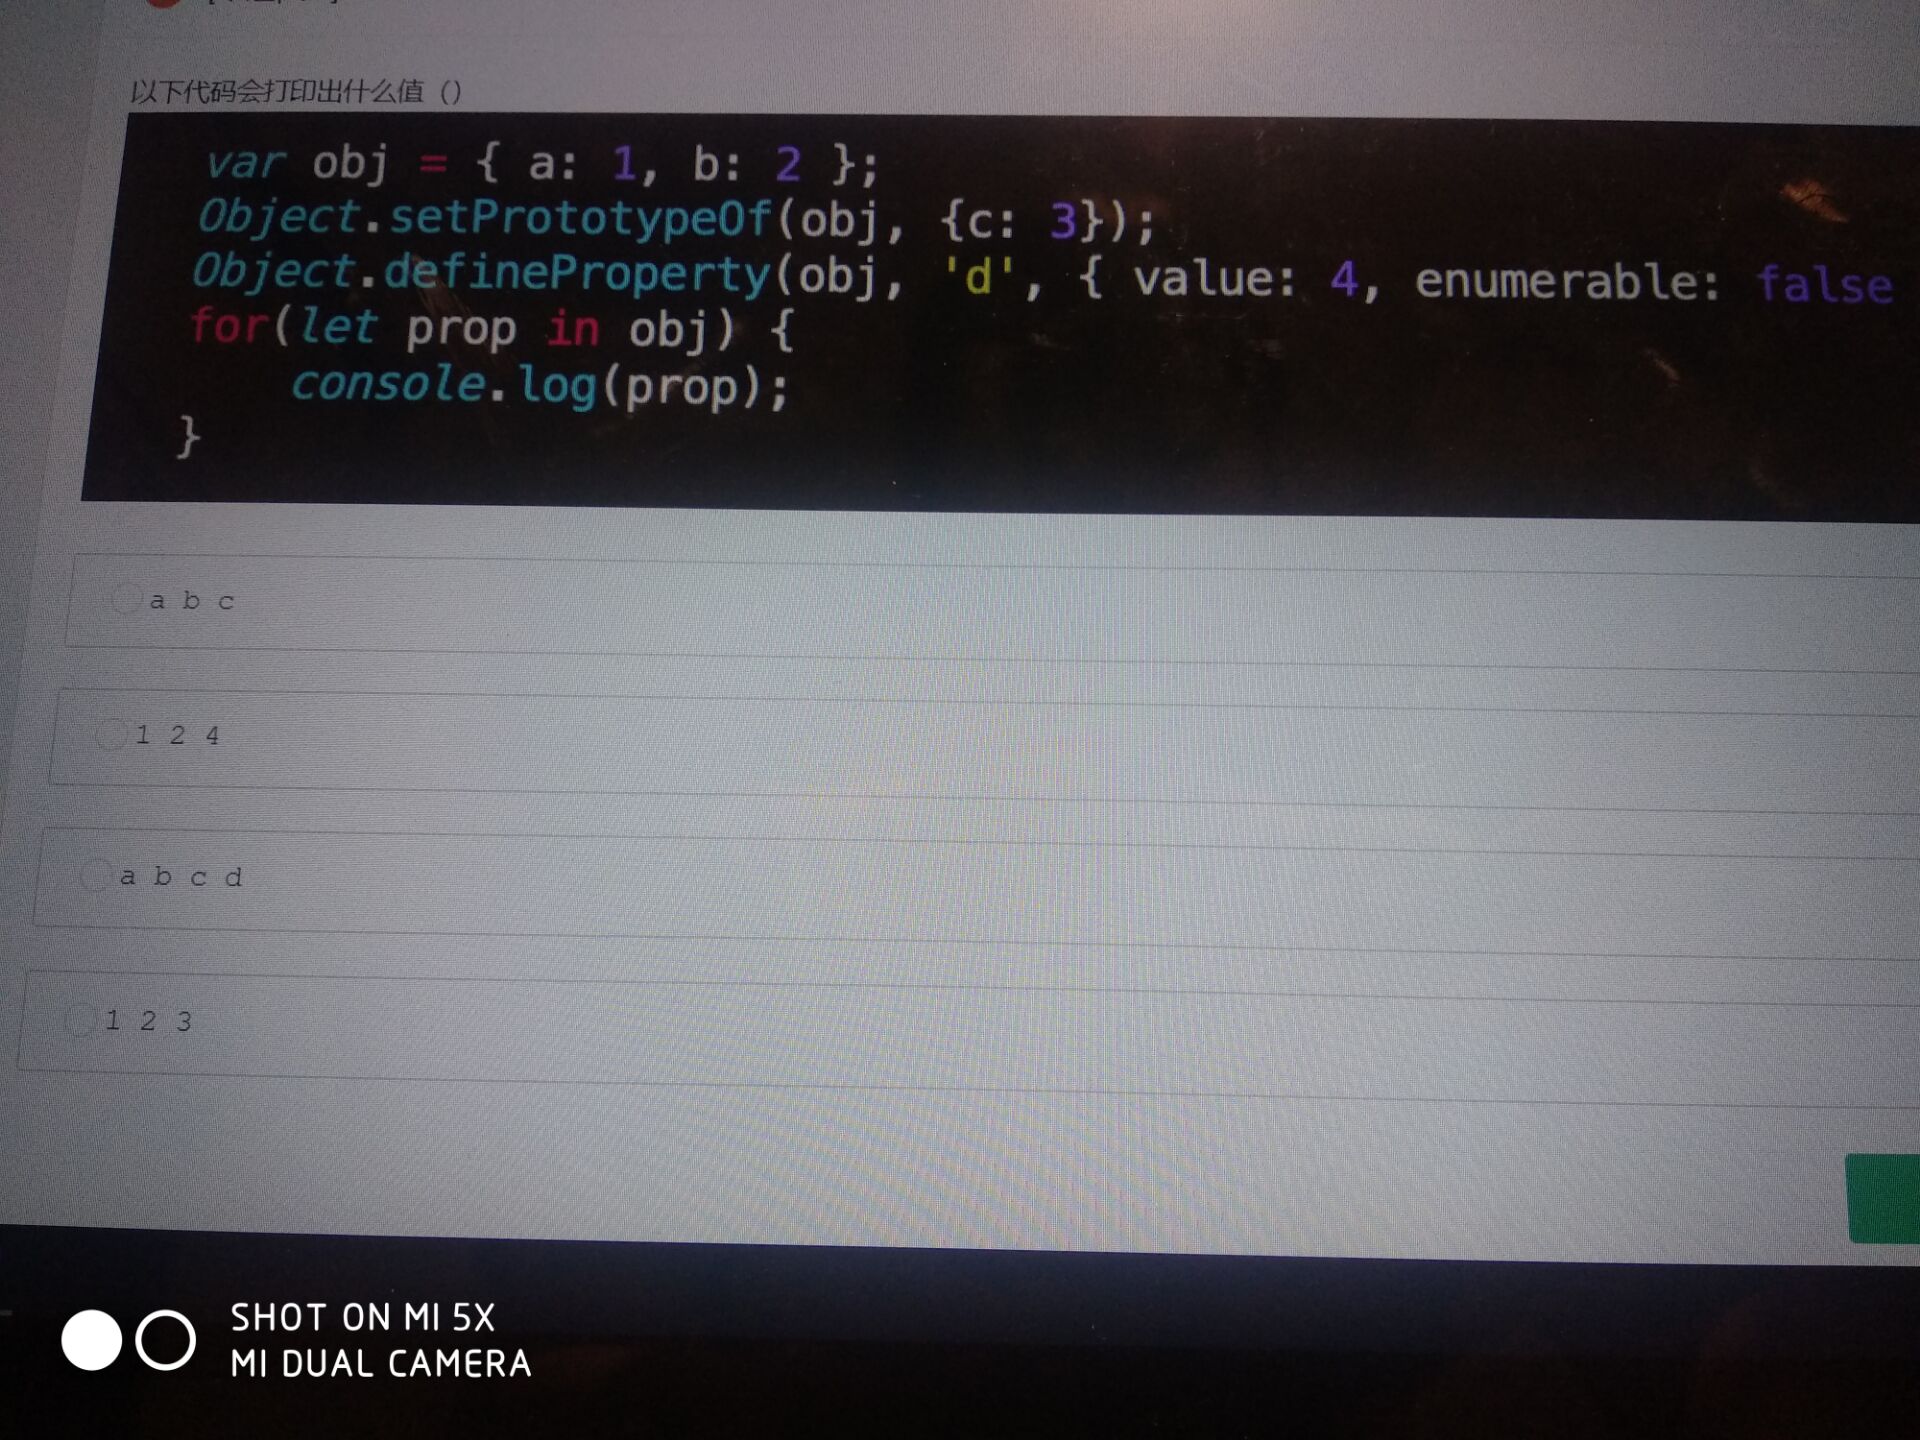 以下代码会打印出什么值（）
var obj = { a: 1, b: 2 };
Object.setPrototypeOf(obj, {c: 3});
Object.defineProperty(obj, 'd', { value: 4, enumerable: false
for(let prop in obj) {
console.log(prop);
}
a b c
1 2 4
a b c d
1 2 3
SHOT ON MI 5X
MI DUAL CAMERA